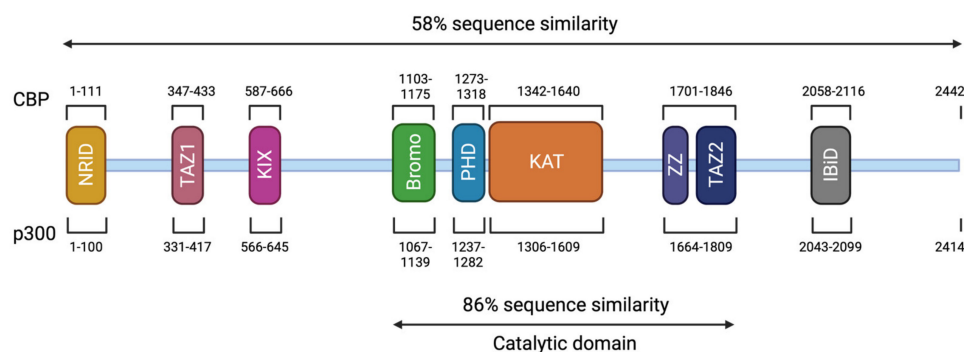 58% sequence similarity
CBP
1-111
347-433
587-666
1103-
1175
1273-
1318
1342-1640
1701-1846
2058-2116
2442
NRID
TAZ1
KIX
Bromo
PHD
KAT
ZZ
TAZ2
IBiD
p300
1-100
331-417
566-645
1067-
1139
1237-
1282
1306-1609
1664-1809
2043-2099
2414
86% sequence similarity
Catalytic domain